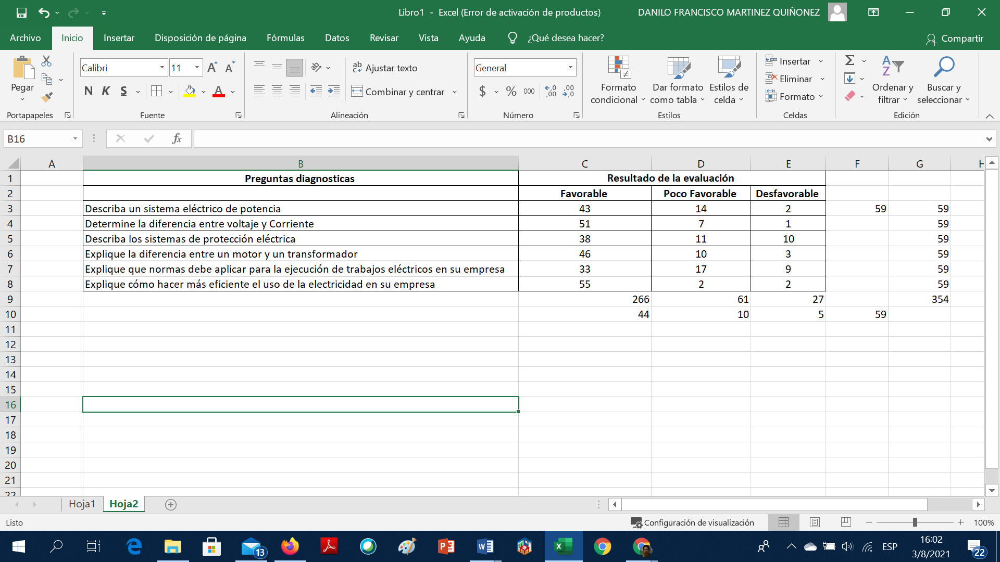 Libro1 - Excel (Error de activación de productos)
DANILO FRANCISCO MARTINEZ QUIÑONEZ
Archivo Inicio Insertar Disposición de página Fórmulas Datos Revisar Vista Ayuda ¿Qué desea hacer? Compartir
Pegar
Calibri 11
N K S
Ajustar texto
Combinar y centrar
General
$ % 000
Formato condicional
Dar formato como tabla
Estilos de celda
Insertar
Eliminar
Formato
Ordenar y filtrar
Buscar y seleccionar
Portapapeles Fuente Alineación Número Estilos Celdas Edición
B16 fx
A B C D E F G H
1 Preguntas diagnosticas Resultado de la evaluación
2 Favorable Poco Favorable Desfavorable
3 Describa un sistema eléctrico de potencia 43 14 2 59 59
4 Determine la diferencia entre voltaje y Corriente 51 7 1 59
5 Describa los sistemas de protección eléctrica 38 11 10 59
6 Explique la diferencia entre un motor y un transformador 46 10 3 59
7 Explique que normas debe aplicar para la ejecución de trabajos eléctricos en su empresa 33 17 9 59
8 Explique cómo hacer más eficiente el uso de la electricidad en su empresa 55 2 2 59
9 266 61 27 354
10 44 10 5 59
11
12
13
14
15
16
17
18
19
20
21
22
Hoja1 Hoja2
Listo Configuración de visualización 100%
13
ESP
16:02
3/8/2021
22